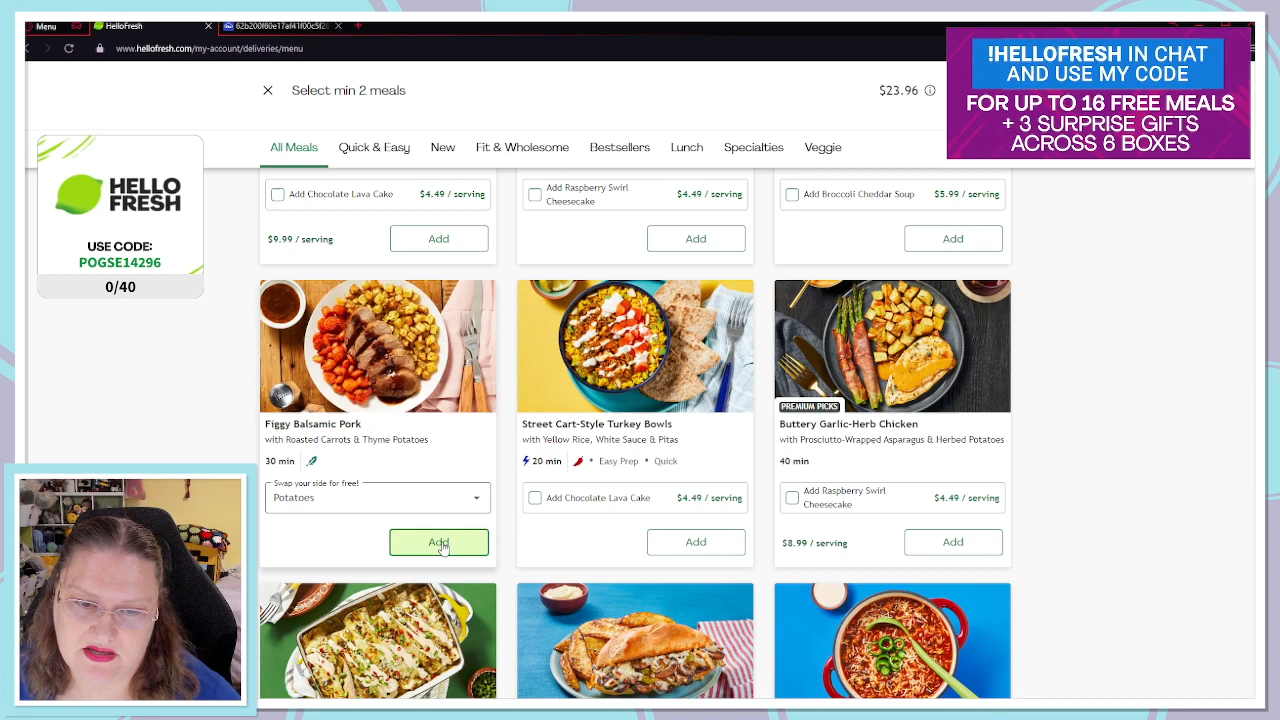 Menu
HelloFresh
62b200f60e17af41f00c5f2
www.hellofresh.com/my-account/deliveries/menu
!HELLOFRESH IN CHAT
AND USE MY CODE
FOR UP TO 16 FREE MEALS
+ 3 SURPRISE GIFTS
ACROSS 6 BOXES
Select min 2 meals
$23.96
HELLO
FRESH
USE CODE:
POGSE14296
0/40
All Meals
Quick & Easy
New
Fit & Wholesome
Bestsellers
Lunch
Specialties
Veggie
Add Chocolate Lava Cake $4.49 / serving
$9.99 / serving
Add
Add Raspberry Swirl
Cheesecake
$4.49 / serving
Add
Add Broccoli Cheddar Soup $5.99 / serving
Add
Figgy Balsamic Pork
with Roasted Carrots & Thyme Potatoes
30 min
Swap your side for free!
Potatoes
Add
Street Cart-Style Turkey Bowls
with Yellow Rice, White Sauce & Pitas
20 min • Easy Prep • Quick
Add Chocolate Lava Cake $4.49 / serving
Add
PREMIUM PICKS
Buttery Garlic-Herb Chicken
with Prosciutto-Wrapped Asparagus & Herbed Potatoes
40 min
Add Raspberry Swirl
Cheesecake
$4.49 / serving
$8.99 / serving
Add